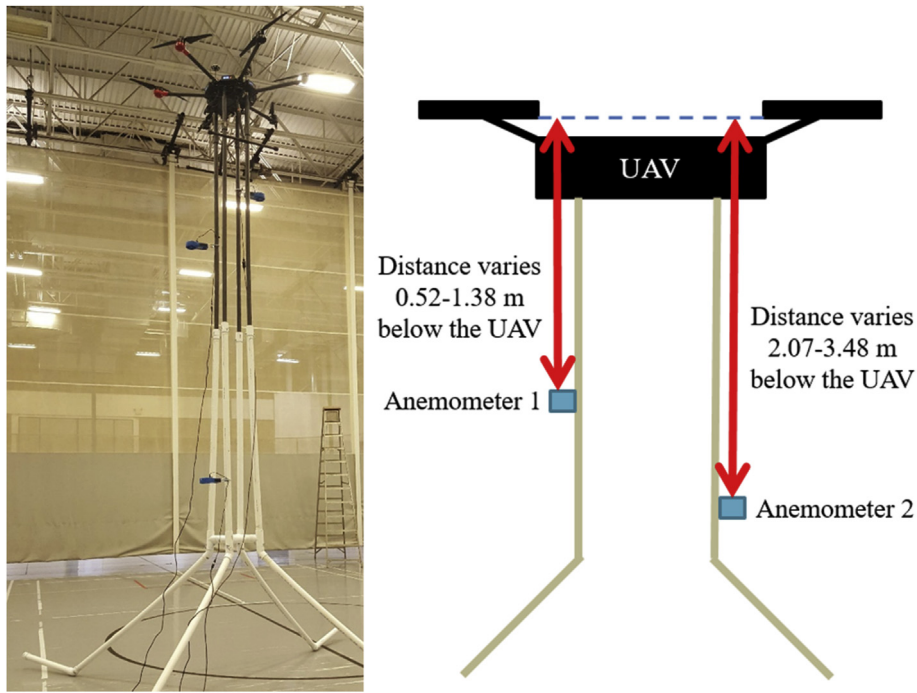 UAV
Distance varies
0.52-1.38 m
below the UAV
Distance varies
2.07-3.48 m
below the UAV
Anemometer 1
Anemometer 2